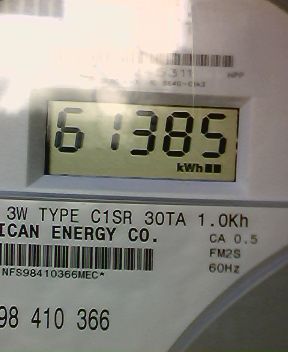 61385
kWh
3W TYPE C1SR 30TA 1.0Kh
ICAN ENERGY CO.
CA 0.5
FM2S
NFS98410366MEC*
60Hz
98 410 366